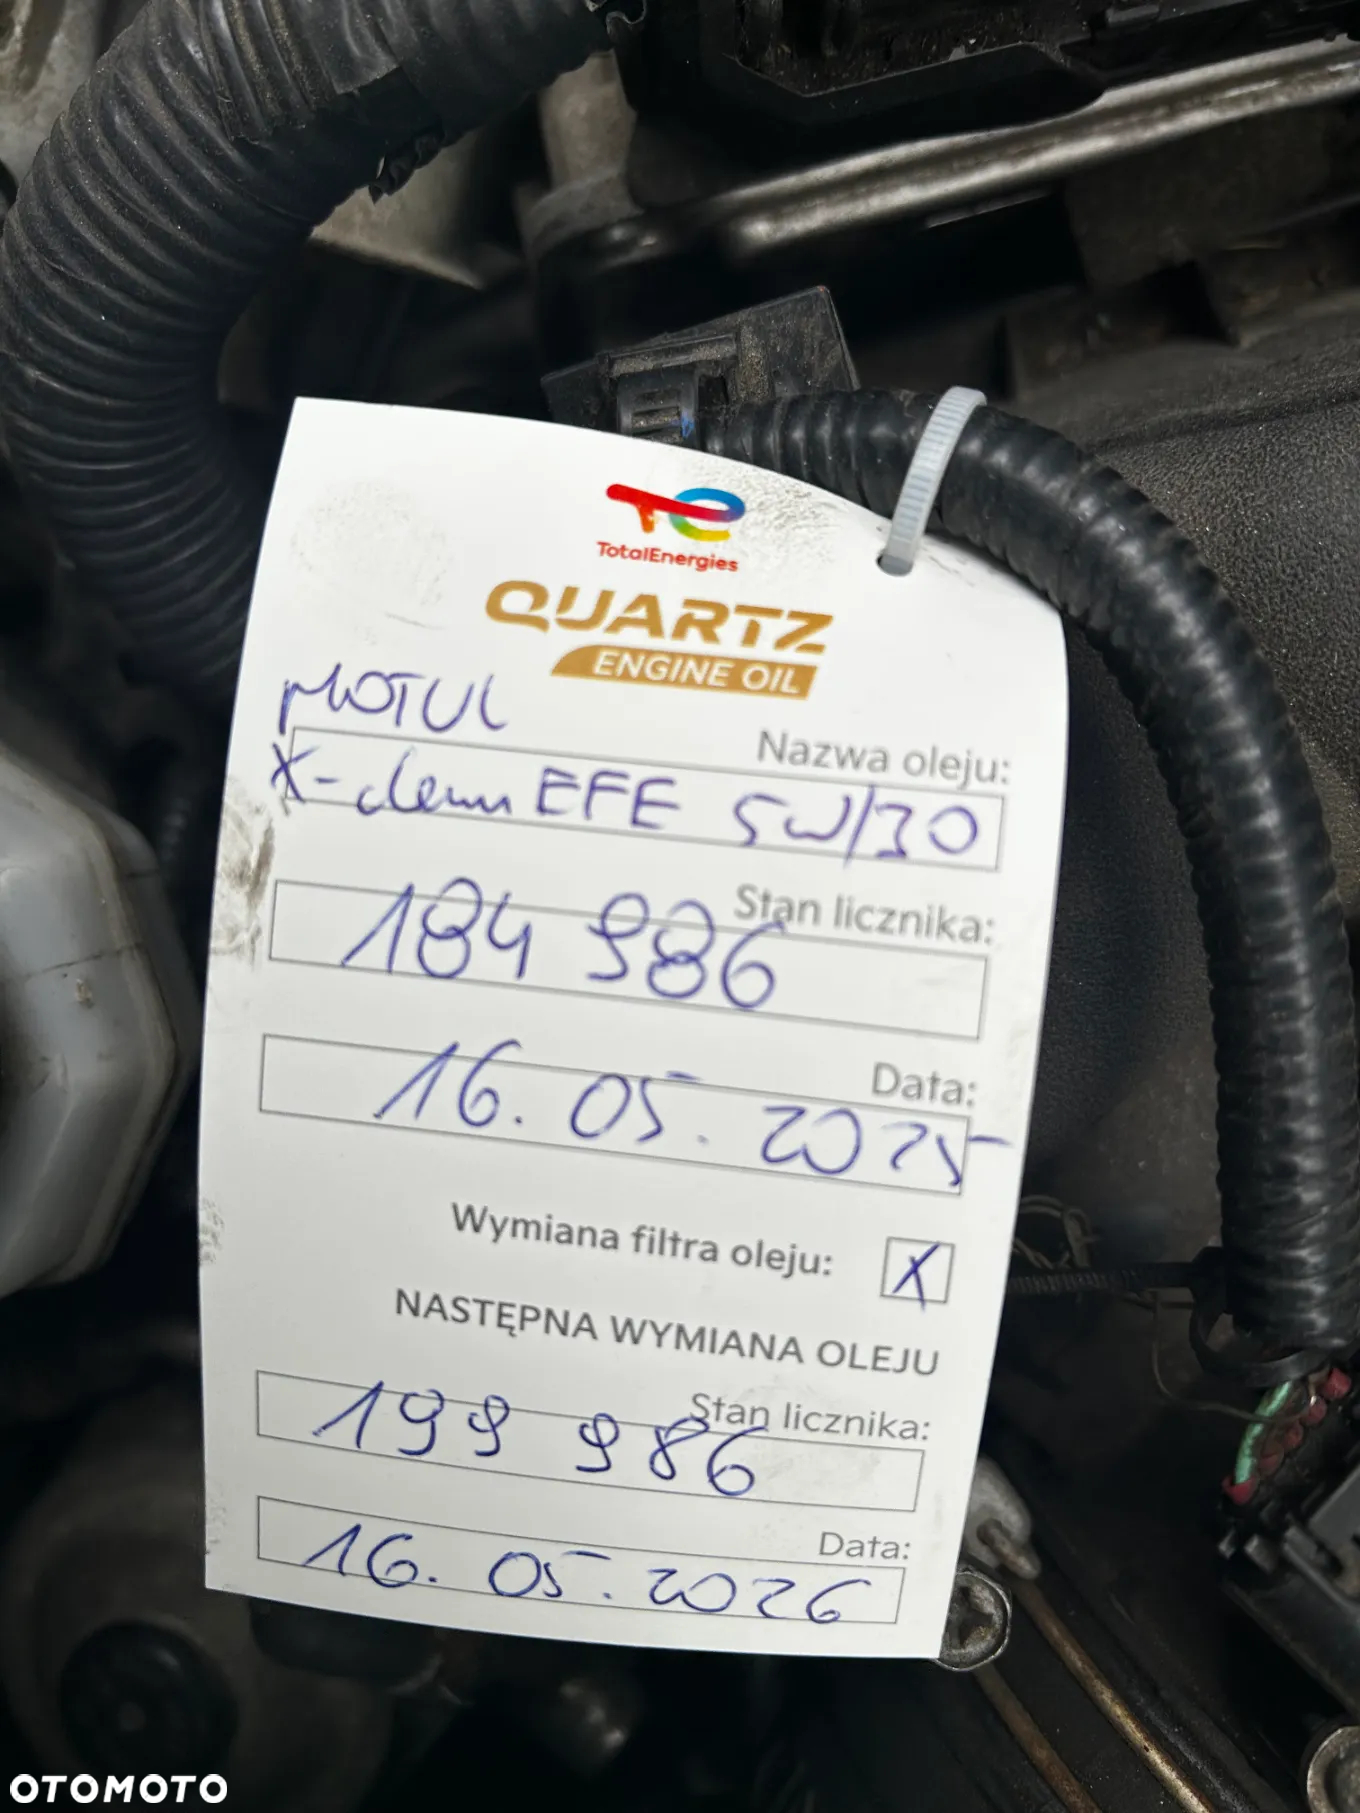 TotalEnergies
QUARTZ
ENGINE OIL
MOTUL
Nazwa oleju:
X-clean EFE 5W/30
Stan licznika:
184 986
Data:
16.05.2025
Wymiana filtra oleju: X
NASTĘPNA WYMIANA OLEJU
Stan licznika:
199 986
Data:
16.05.2026
OTOMOTO